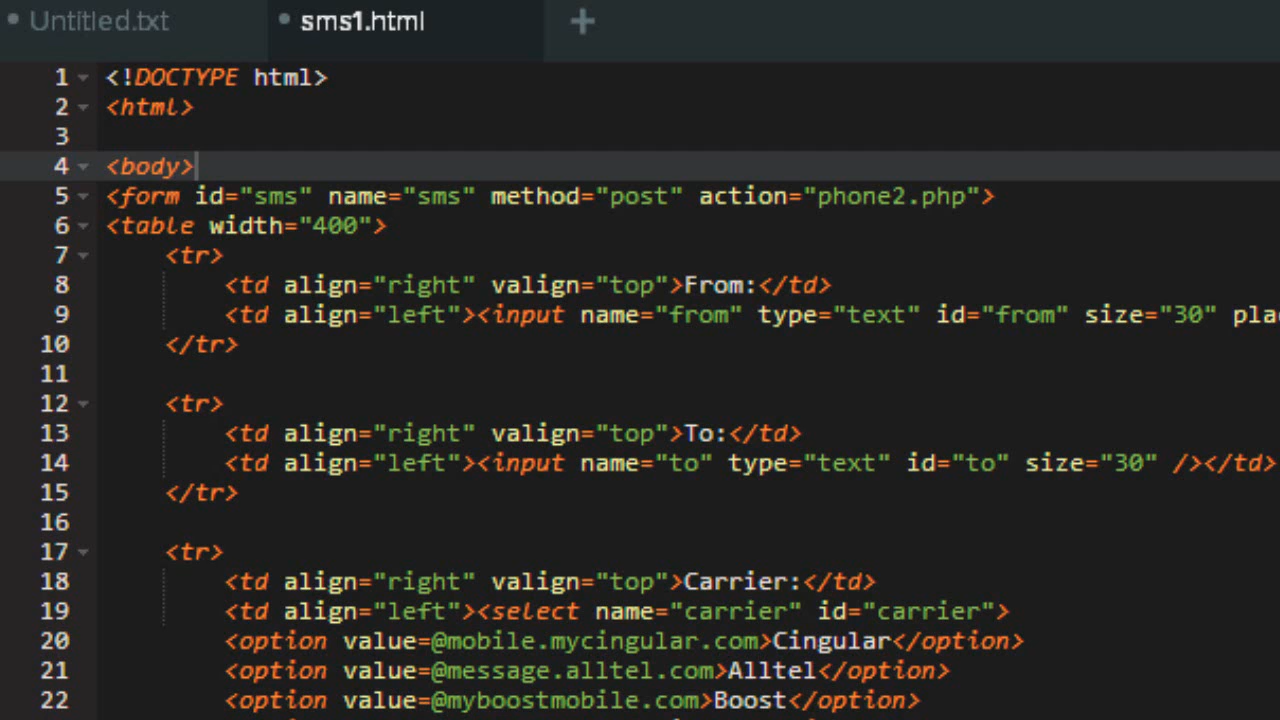 Untitled.txt sms1.html +
1 <!DOCTYPE html>
2 <html>
3
4 <body>
5 <form id="sms" name="sms" method="post" action="phone2.php">
6 <table width="400">
7 <tr>
8 <td align="right" valign="top">From:</td>
9 <td align="left"><input name="from" type="text" id="from" size="30" pla
10 </tr>
11
12 <tr>
13 <td align="right" valign="top">To:</td>
14 <td align="left"><input name="to" type="text" id="to" size="30" /></td>
15 </tr>
16
17 <tr>
18 <td align="right" valign="top">Carrier:</td>
19 <td align="left"><select name="carrier" id="carrier">
20 <option value=@mobile.mycingular.com>Cingular</option>
21 <option value=@message.alltel.com>Alltel</option>
22 <option value=@myboostmobile.com>Boost</option>